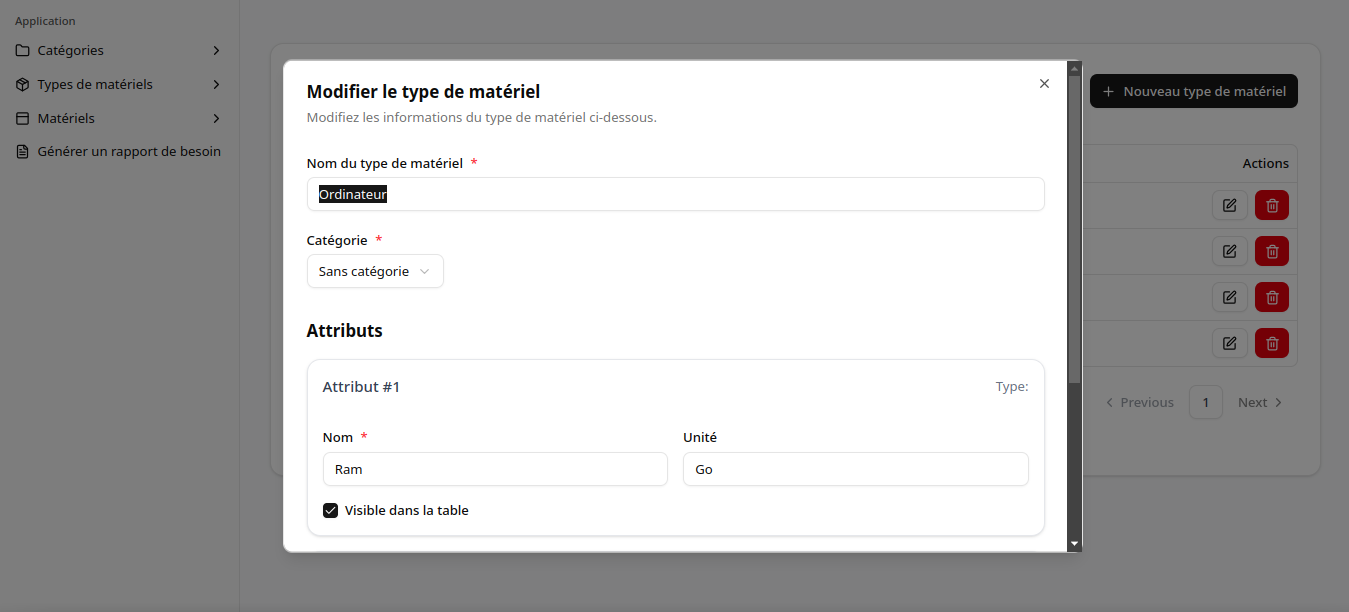 Application
Catégories
Types de matériels
Matériels
Générer un rapport de besoin
Modifier le type de matériel
Modifiez les informations du type de matériel ci-dessous.
Nom du type de matériel *
Ordinateur
Catégorie *
Sans catégorie
Attributs
Attribut #1 Type:
Nom * Unité
Ram Go
Visible dans la table
+ Nouveau type de matériel
Actions
Previous 1 Next